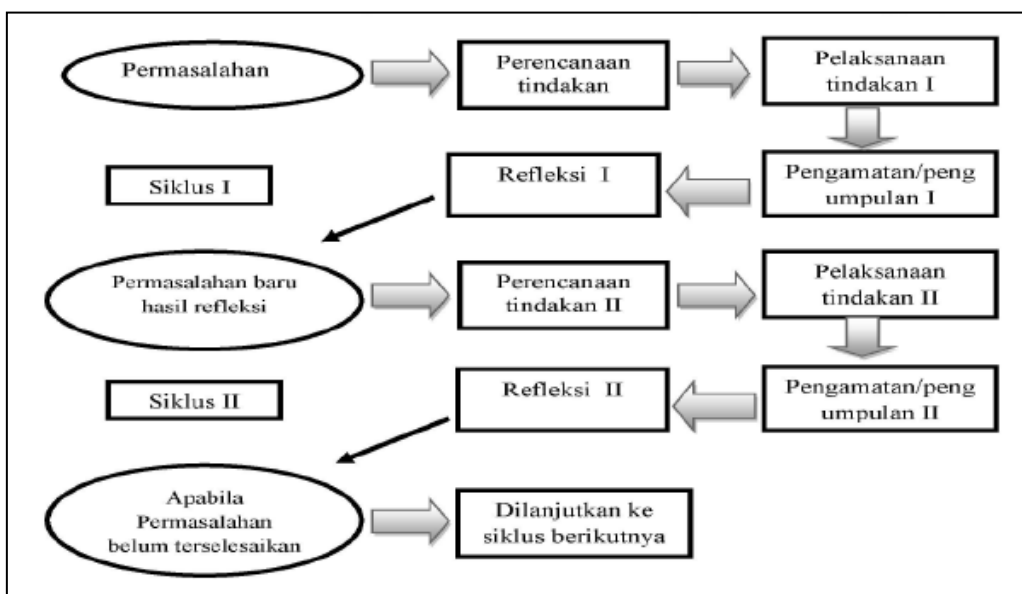 Permasalahan
Perencanaan
tindakan
Pelaksanaan
tindakan I
Siklus I
Refleksi I
Pengamatan/peng
umpulan I
Permasalahan baru
hasil refleksi
Perencanaan
tindakan II
Pelaksanaan
tindakan II
Siklus II
Refleksi II
Pengamatan/peng
umpulan II
Apabila
Permasalahan
belum terselesaikan
Dilanjutkan ke
siklus berikutnya